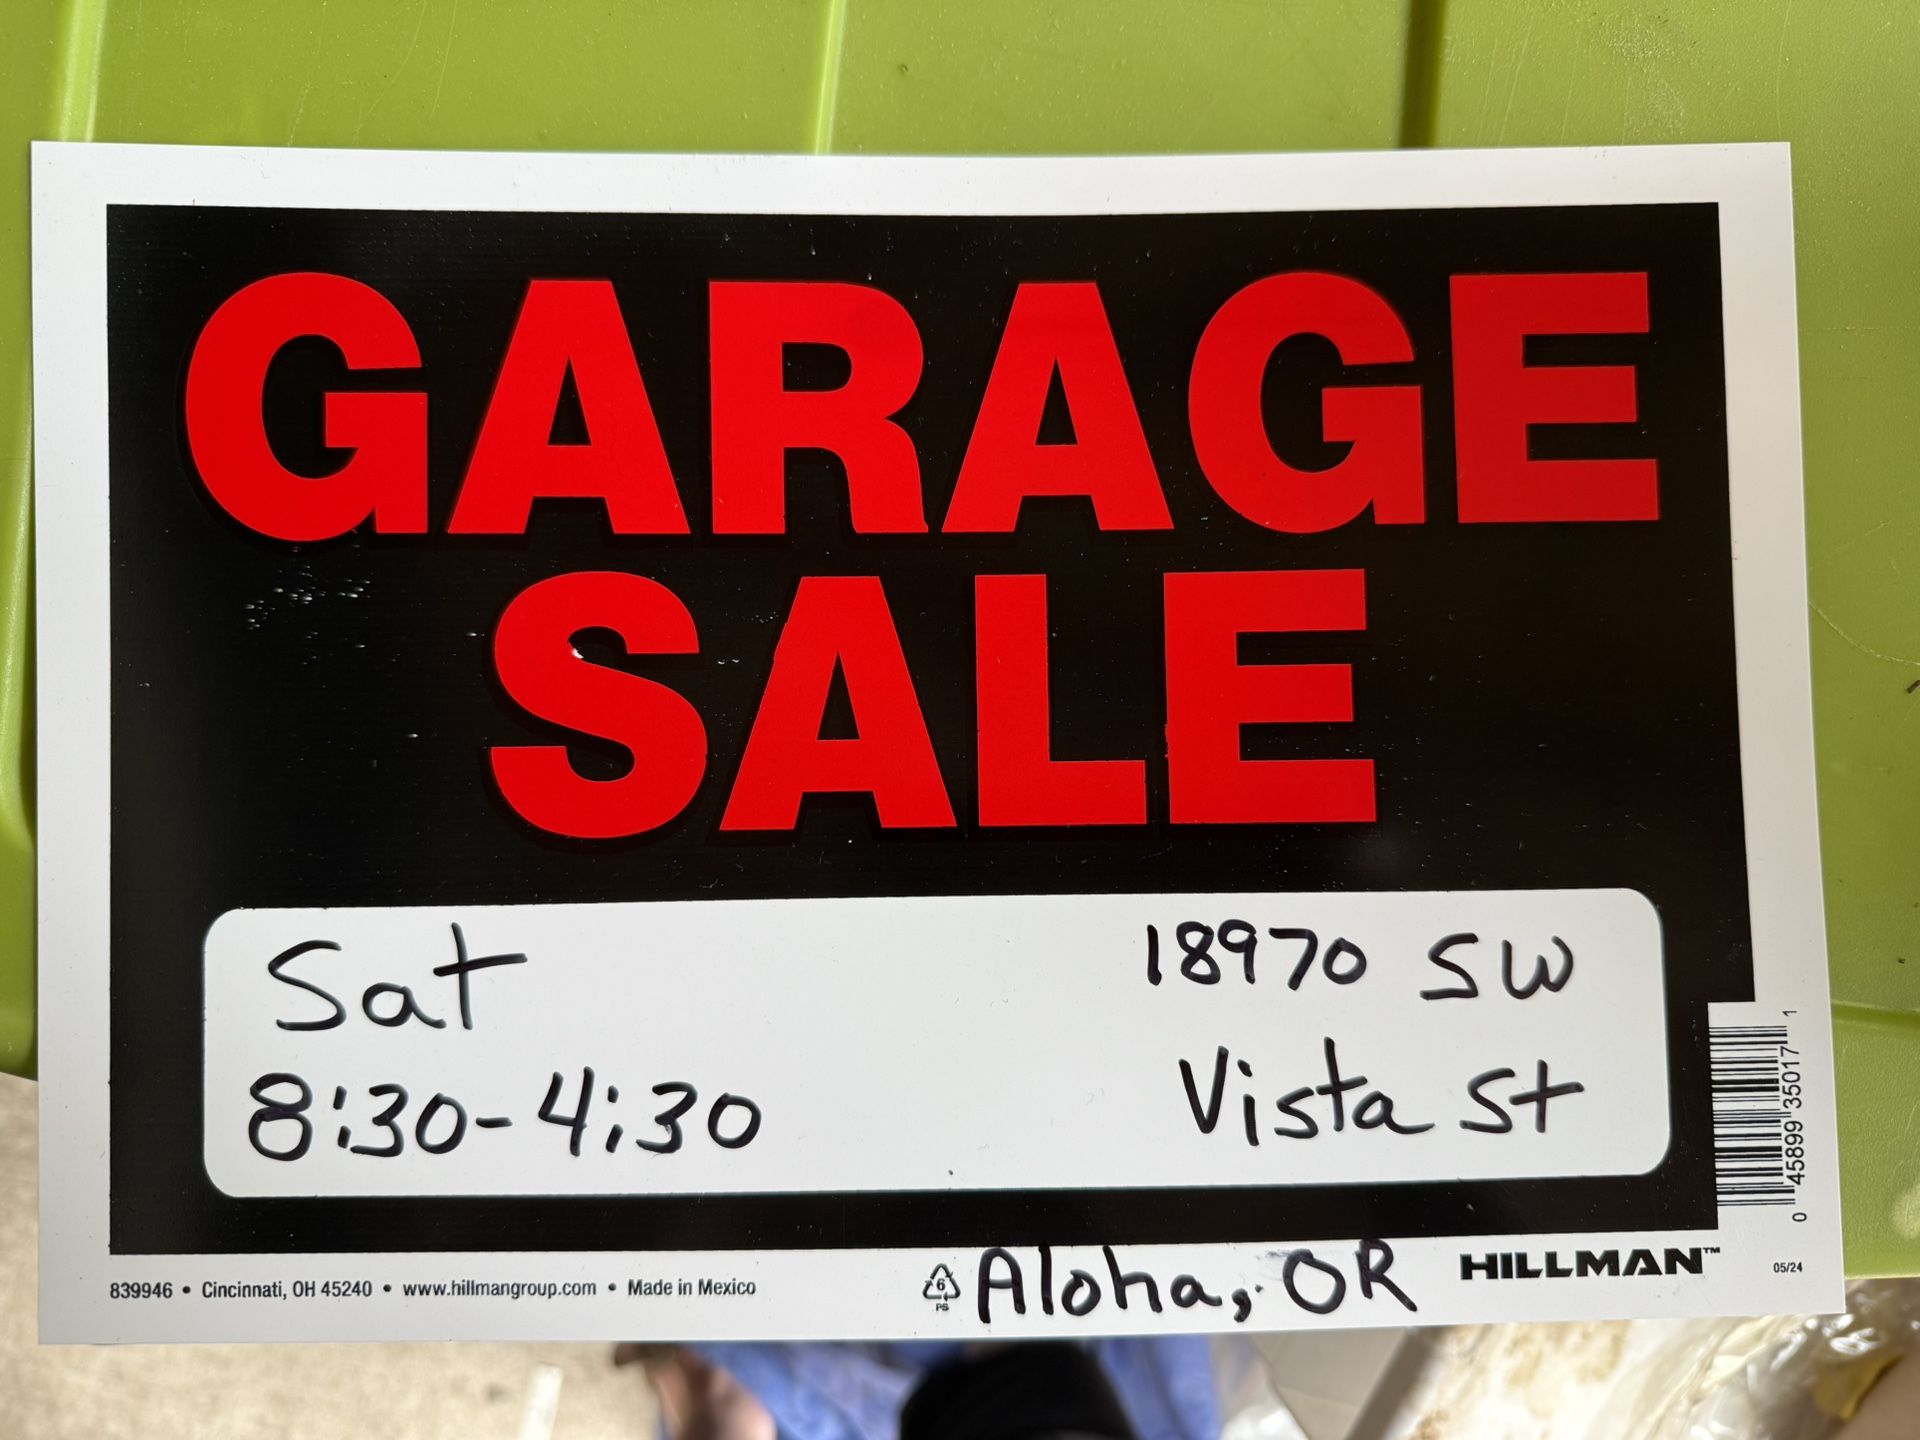 GARAGE
SALE
Sat
8:30-4:30
18970 SW
Vista St
Aloha, OR
839946 • Cincinnati, OH 45240 • www.hillmangroup.com • Made in Mexico
6
PS
HILLMAN™
05/24
0 45899 35017 1